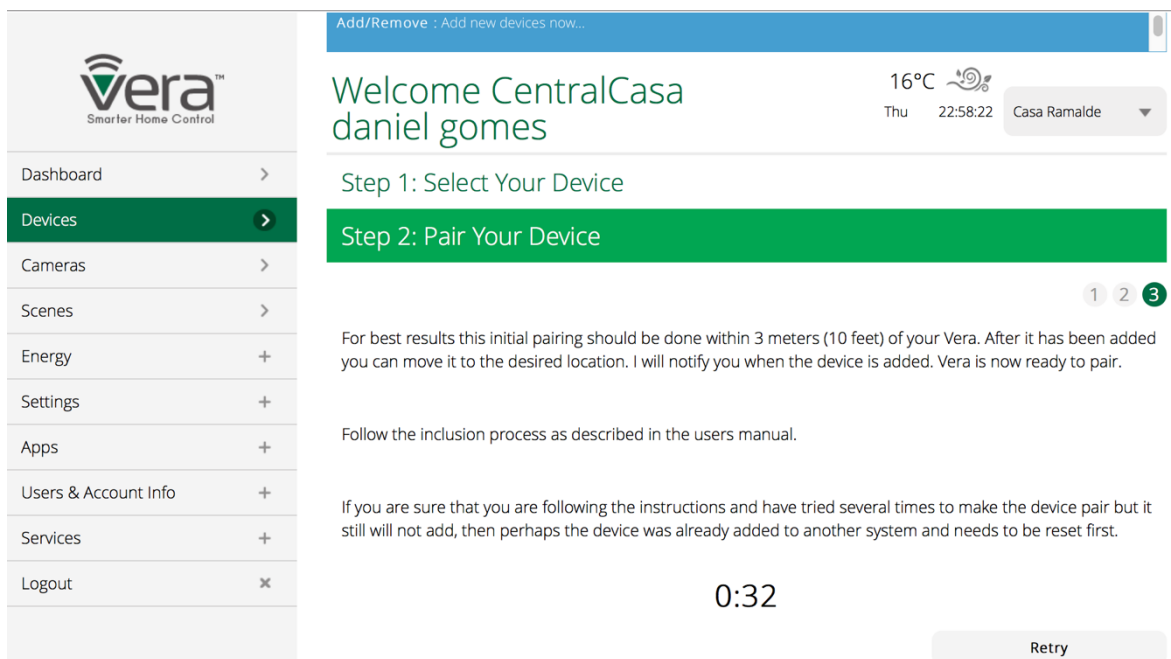 Add/Remove : Add new devices now...
Vera™
Smarter Home Control
Welcome CentralCasa
daniel gomes
16°C
Thu 22:58:22 Casa Ramalde
Dashboard
Devices
Cameras
Scenes
Energy
Settings
Apps
Users & Account Info
Services
Logout
Step 1: Select Your Device
Step 2: Pair Your Device
1 2 3
For best results this initial pairing should be done within 3 meters (10 feet) of your Vera. After it has been added
you can move it to the desired location. I will notify you when the device is added. Vera is now ready to pair.
Follow the inclusion process as described in the users manual.
If you are sure that you are following the instructions and have tried several times to make the device pair but it
still will not add, then perhaps the device was already added to another system and needs to be reset first.
0:32
Retry